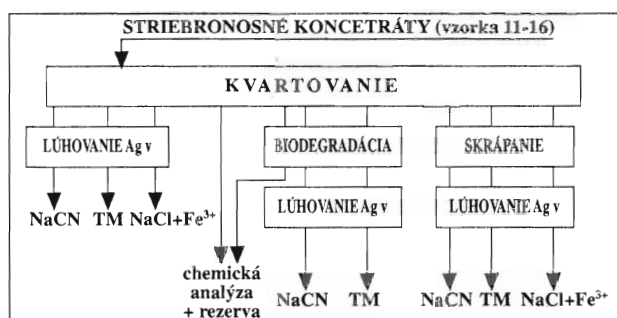 STRIEBRONOSNÉ KONCETRÁTY (vzorka 11-16)
KVARTOVANIE
LÚHOVANIE Ag v
BIODEGRADÁCIA
ŠKRÁPANIE
NaCN TM NaCl+Fe³⁺
LÚHOVANIE Ag v
LÚHOVANIE Ag v
chemická
analýza
+ rezerva
NaCN TM
NaCN TM NaCl+Fe³⁺